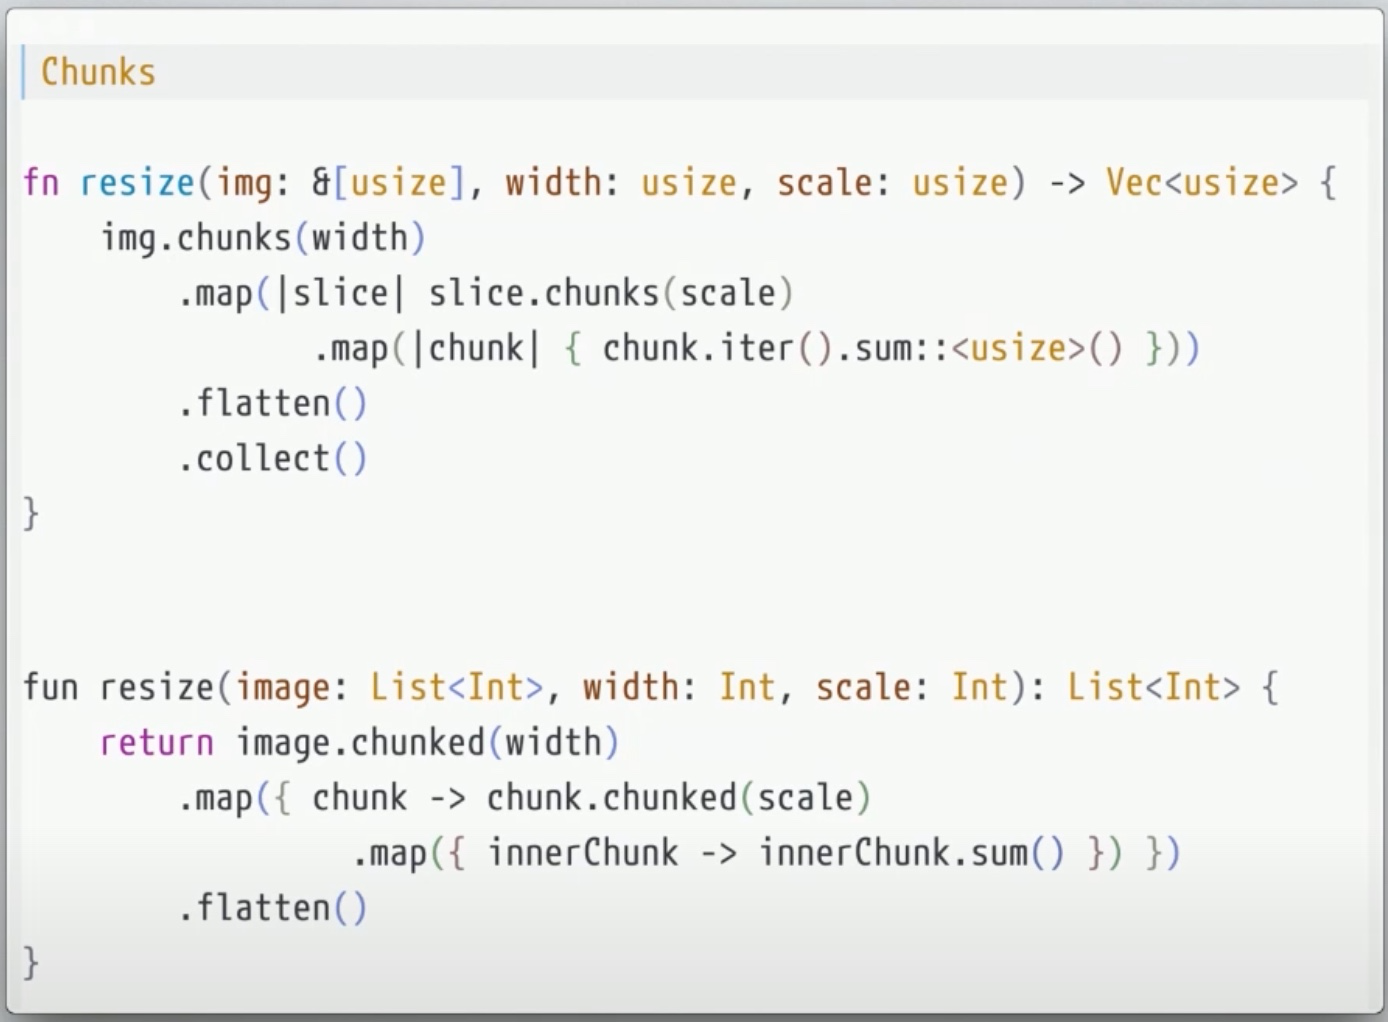 Chunks
fn resize(img: &[usize], width: usize, scale: usize) -> Vec<usize> {
    img.chunks(width)
        .map(|slice| slice.chunks(scale)
               .map(|chunk| { chunk.iter().sum::<usize>() }))
        .flatten()
        .collect()
}
fun resize(image: List<Int>, width: Int, scale: Int): List<Int> {
    return image.chunked(width)
        .map({ chunk -> chunk.chunked(scale)
                 .map({ innerChunk -> innerChunk.sum() }) })
        .flatten()
}